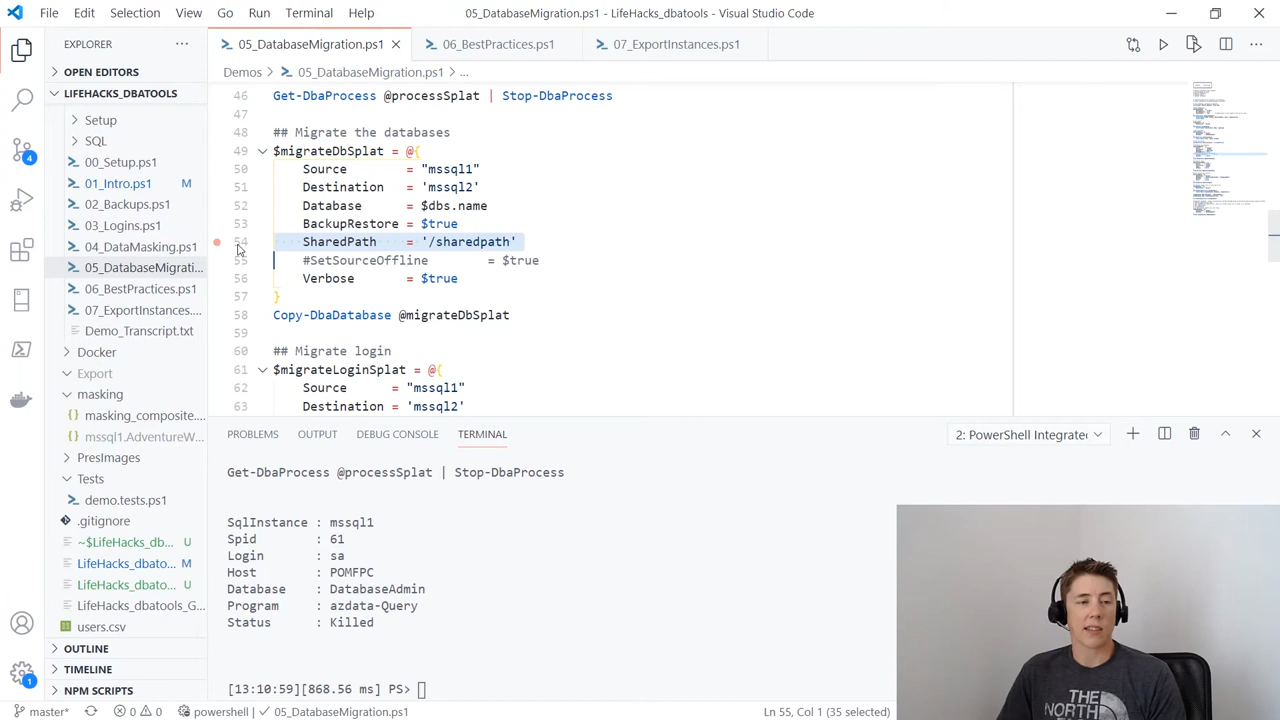 File Edit Selection View Go Run Terminal Help
05_DatabaseMigration.ps1 - LifeHacks_dbatools - Visual Studio Code
EXPLORER
OPEN EDITORS
LIFEHACKS_DBATOOLS
Setup
00_Setup.ps1
01_Intro.ps1 M
02_Backups.ps1
03_Logins.ps1
04_DataMasking.ps1
05_DatabaseMigrati...
06_BestPractices.ps1
07_ExportInstances....
Demo_Transcript.txt
Docker
Export
masking
masking_composite....
mssql1.AdventureW...
PresImages
Tests
demo.tests.ps1
.gitignore
~$LifeHacks_db... U
LifeHacks_dbato... M
LifeHacks_dbato... U
LifeHacks_dbatools_G...
users.csv
OUTLINE
TIMELINE
NPM SCRIPTS
4
1
05_DatabaseMigration.ps1
06_BestPractices.ps1
07_ExportInstances.ps1
Demos > 05_DatabaseMigration.ps1 > ...
46 Get-DbaProcess @processSplat | Stop-DbaProcess
47
48 ## Migrate the databases
49 $migrateDbSplat = @{
50 Source = "mssql1"
51 Destination = 'mssql2'
52
53 BackupRestore = $true
54 SharedPath = '/sharedpath'
55 #SetSourceOffline = $true
56 Verbose = $true
57 }
58 Copy-DbaDatabase @migrateDbSplat
59
60 ## Migrate login
61 $migrateLoginSplat = @{
62 Source = "mssql1"
63 Destination = 'mssql2'
PROBLEMS OUTPUT DEBUG CONSOLE TERMINAL
2: PowerShell Integrate
Get-DbaProcess @processSplat | Stop-DbaProcess
SqlInstance : mssql1
Spid : 61
Login : sa
Host : POMFPC
Database : DatabaseAdmin
Program : azdata-Query
Status : Killed
[13:10:59][868.56 ms] PS>
THE
NORTH
master* 0 0 powershell 05_DatabaseMigration.ps1
Ln 55, Col 1 (35 selected)